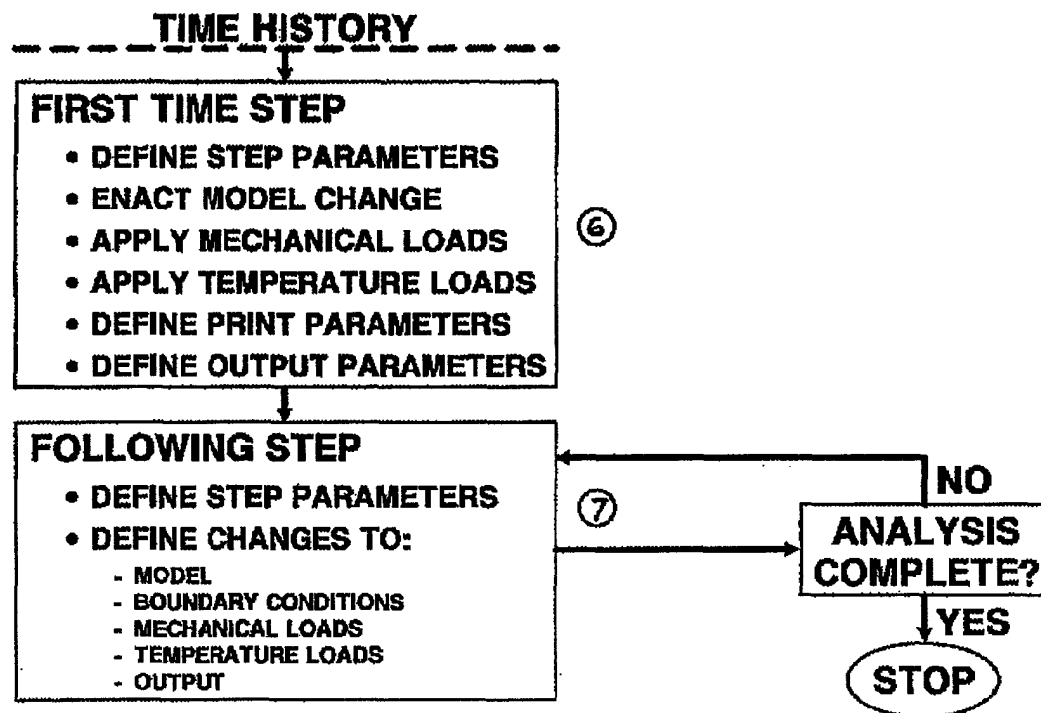 TIME HISTORY
FIRST TIME STEP
• DEFINE STEP PARAMETERS
• ENACT MODEL CHANGE
• APPLY MECHANICAL LOADS
• APPLY TEMPERATURE LOADS
• DEFINE PRINT PARAMETERS
• DEFINE OUTPUT PARAMETERS
⑥
FOLLOWING STEP
• DEFINE STEP PARAMETERS
• DEFINE CHANGES TO:
- MODEL
- BOUNDARY CONDITIONS
- MECHANICAL LOADS
- TEMPERATURE LOADS
- OUTPUT
⑦
NO
ANALYSIS
COMPLETE?
YES
STOP